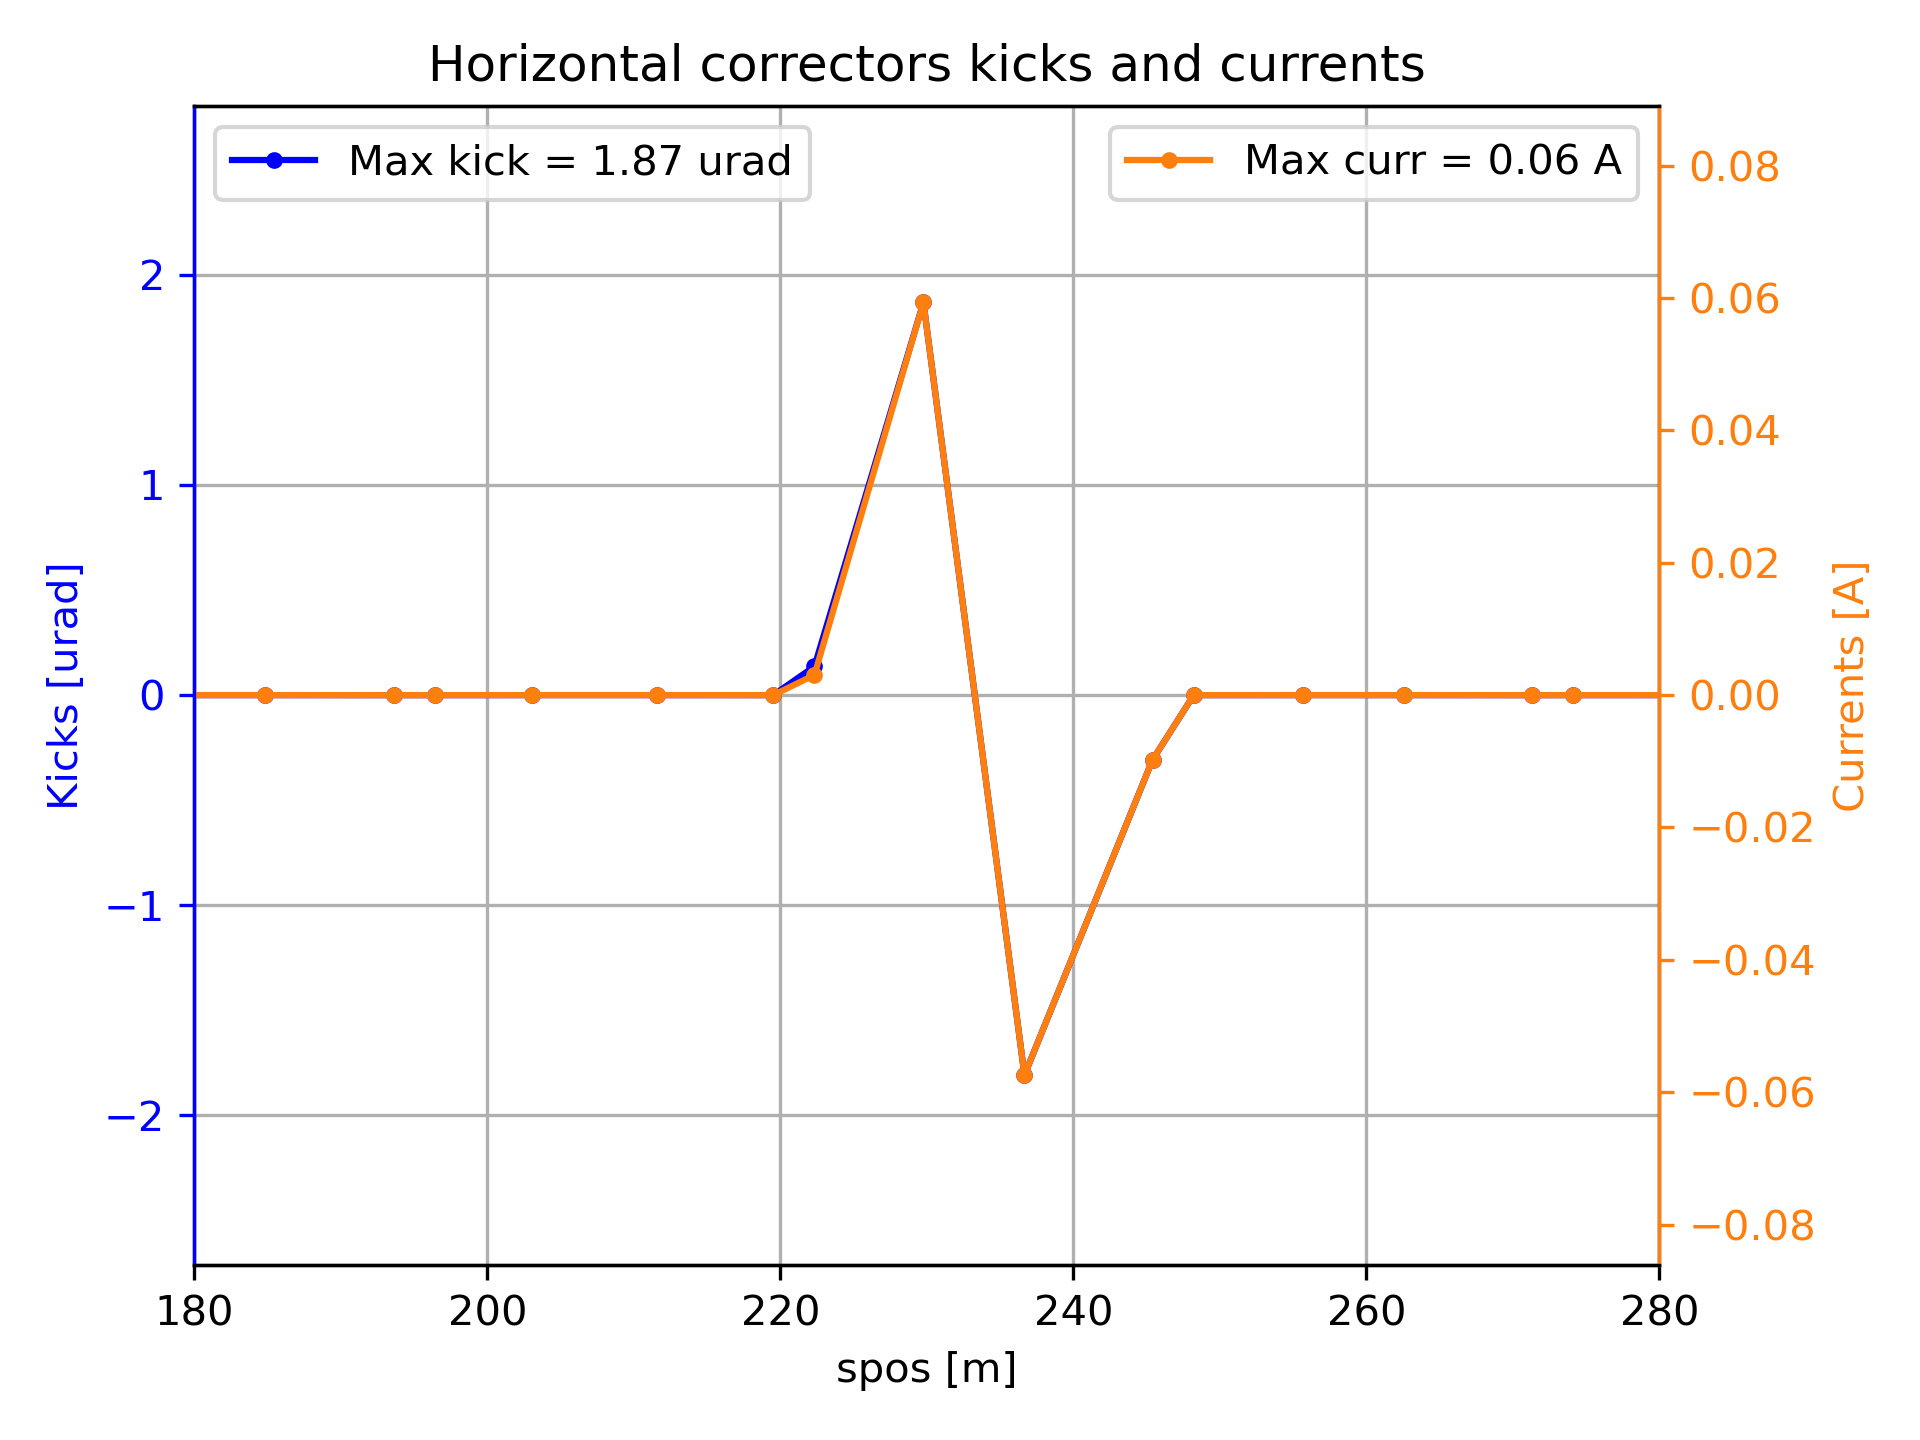 Horizontal correctors kicks and currents
Max kick = 1.87 urad
Max curr = 0.06 A
Kicks [urad]
2
1
0
−1
−2
Currents [A]
0.08
0.06
0.04
0.02
0.00
−0.02
−0.04
−0.06
−0.08
180 200 220 240 260 280
spos [m]